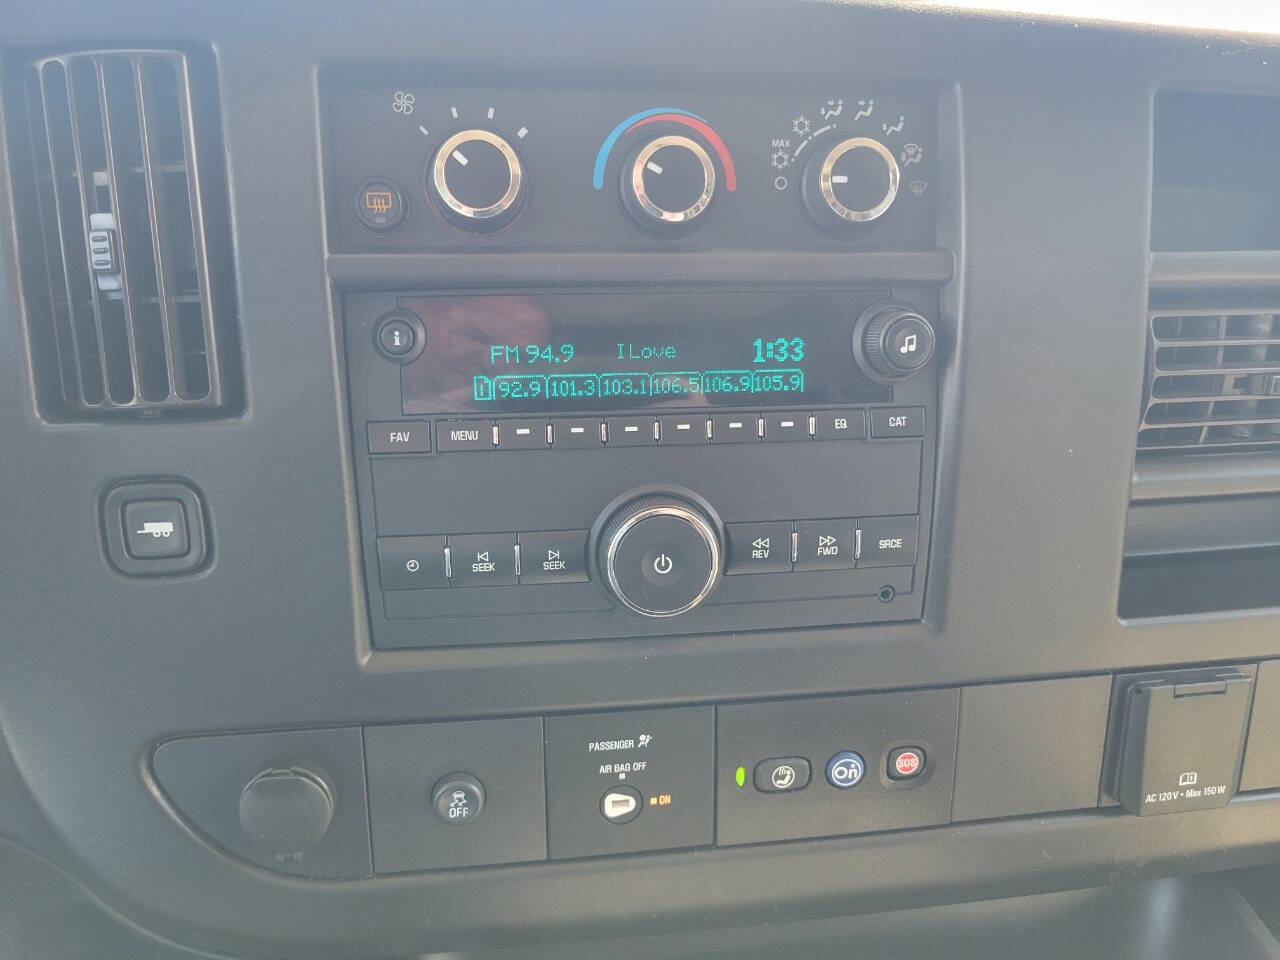 MAX
i
FM 94.9 I Love 1:33
1 92.9 101.3 103.1 106.5 106.9 105.9
FAV MENU EQ CAT
SEEK SEEK REV FWD SRCE
PASSENGER
AIR BAG OFF
ON
OFF
On
SOS
AC 120V • Max 150W